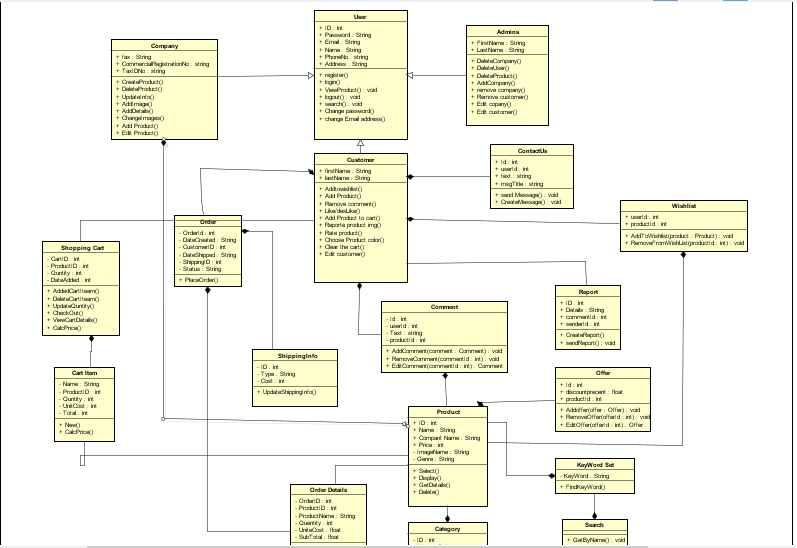 User
+ ID : int
+ Password : String
+ Email : String
+ Name : String
+ PhoneNo : String
+ Address : String
+ register()
+ login()
+ ViewProduct() : void
+ logout() : void
+ search() : void
+ Change password()
+ change Email address()
Company
+ fax : String
+ CommercialRegistrationNo : string
+ TaxIDNo : string
+ CreateProduct()
+ DeleteProduct()
+ UpdateInfo()
+ AddImage()
+ AddDetails()
+ ChangeImages()
+ Add Product()
+ Edit Product()
Admins
+ FirstName : String
+ LastName : String
+ DeleteCompany()
+ DeleteUser()
+ DeleteProduct()
+ AddCompany()
+ remove company()
+ Remove customer()
+ Edit copany()
+ Edit customer()
Customer
+ firstName : String
+ lastName : String
+ Addtowishlist()
+ Add Product()
+ Remove comment()
+ Like/desLike()
+ Add Product to cart()
+ Reporte product img()
+ Rate product()
+ Choose Product color()
+ Clear the cart()
+ Edit customer()
ContactUs
+ Id : int
+ userId : int
+ text : string
+ msgTitle : string
+ send Message() : void
+ CreateMessage() : void
Wishlist
+ userId : int
+ productId : int
+ AddToWishlist(product : Product) : void
+ RemoveFromWishList(productId : int) : void
Order
- OrderId : int
- DateCreated : String
- CustomerID : int
- DateShipped : String
- ShippingID : int
- Status : String
+ PlaceOrder()
Shopping Cart
- CartID : int
- ProductID : int
- Quntity : int
- DateAdded : int
+ AddedCartIteam()
+ DeleteCartIteam()
+ UpdateQuntity()
+ CheckOut()
+ ViewCartDetails()
+ CalcPrice()
Report
+ ID : int
+ Details : String
+ commentId : int
+ senderId : int
+ CreateReport()
+ sendReport() : void
Comment
- Id : int
- userId : int
- Text : string
- productId : int
+ AddComment(comment : Comment) : void
+ RemoveComment(commentId : int) : void
+ EditComment(commentId : int) : Comment
ShippingInfo
- ID : int
- Type : String
- Cost : int
+ UpdateShippingInfo()
Cart Item
- Name : String
- ProductID : int
- Quntity : int
- UnitCost : int
- Total : int
+ New()
+ CalcPrice()
Offer
+ Id : int
+ discountprecent : float
+ productId : int
+ Addoffer(offer : Offer) : void
+ RemoveOffer(offerId : int) : void
+ EditOffer(offerId : int) : Offer
Product
+ ID : int
+ Name : String
+ Compant Name : String
+ Price : int
- ImageName : String
- Genre : String
+ Select()
+ Display()
+ GetDetails()
+ Delete()
KeyWord Set
- KeyWord : String
+ FindKeyWord()
Order Details
- OrderID : int
- ProductID : int
- ProductName : String
- Quantity : int
- UniteCost : float
- SubTotal : float
Category
- ID : int
Search
+ GetByName() : void